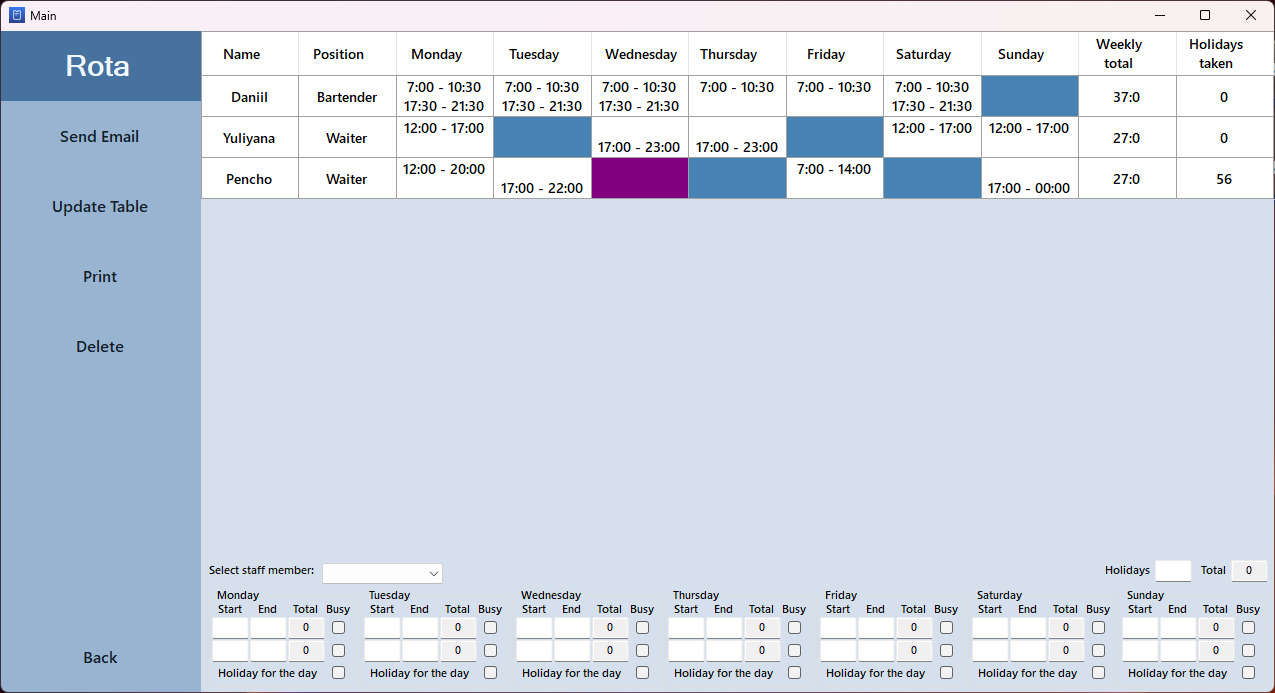 Main
Rota
Send Email
Update Table
Print
Delete
Back
Name Position Monday Tuesday Wednesday Thursday Friday Saturday Sunday Weekly total Holidays taken
Daniil Bartender 7:00 - 10:30 17:30 - 21:30 7:00 - 10:30 17:30 - 21:30 7:00 - 10:30 17:30 - 21:30 7:00 - 10:30 7:00 - 10:30 7:00 - 10:30 17:30 - 21:30 37:0 0
Yuliyana Waiter 12:00 - 17:00 17:00 - 23:00 17:00 - 23:00 12:00 - 17:00 12:00 - 17:00 27:0 0
Pencho Waiter 12:00 - 20:00 17:00 - 22:00 7:00 - 14:00 17:00 - 00:00 27:0 56
Select staff member: Holidays Total 0
Monday Tuesday Wednesday Thursday Friday Saturday Sunday
Start End Total Busy Start End Total Busy Start End Total Busy Start End Total Busy Start End Total Busy Start End Total Busy Start End Total Busy
0 0 0 0 0 0 0
0 0 0 0 0 0 0
Holiday for the day Holiday for the day Holiday for the day Holiday for the day Holiday for the day Holiday for the day Holiday for the day